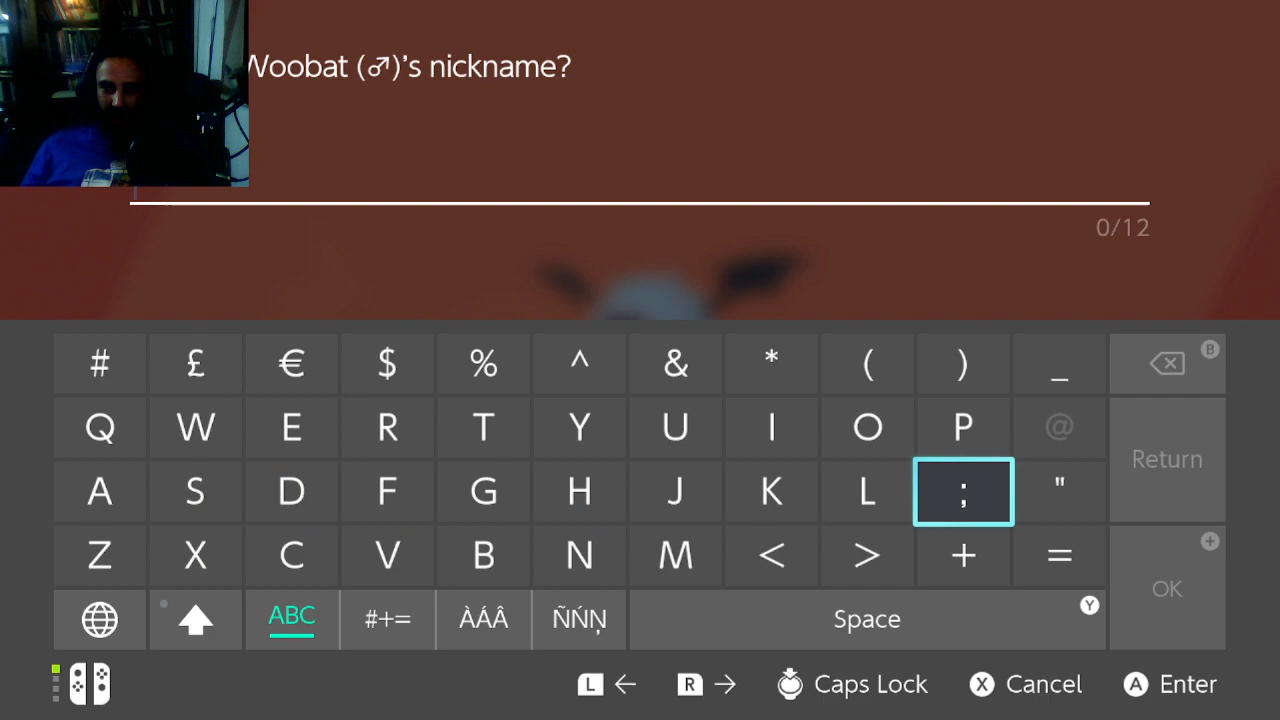 Woobat (♂)'s nickname?
0/12
# £ € $ % ^ & * ( ) _ B
Q W E R T Y U I O P @
Return
A S D F G H J K L ; "
Z X C V B N M < > + = +
OK
ABC #+= ÀÁÂ ÑŃŅ Space Y
L ← R → Caps Lock X Cancel A Enter